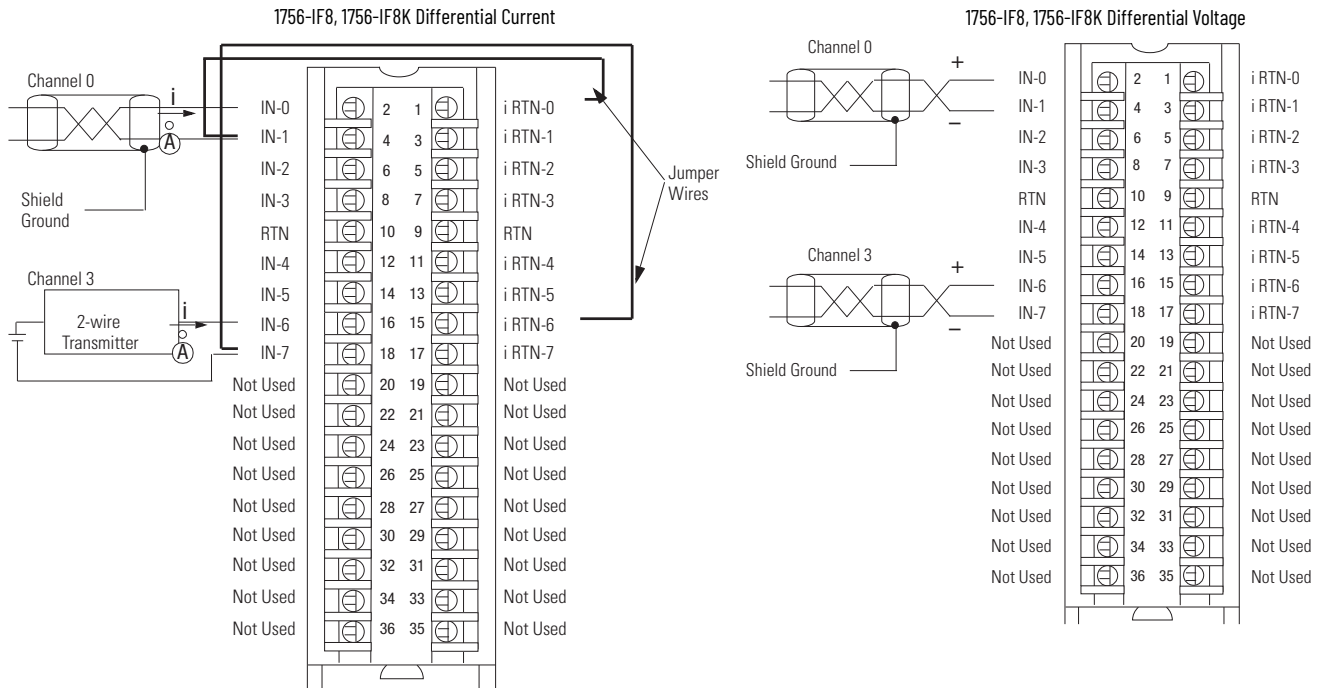 1756-IF8, 1756-IF8K Differential Current
Channel 0
i
A
Shield
Ground
Channel 3
2-wire
Transmitter
i
A
Jumper
Wires
IN-0 2 1 i RTN-0
IN-1 4 3 i RTN-1
IN-2 6 5 i RTN-2
IN-3 8 7 i RTN-3
RTN 10 9 RTN
IN-4 12 11 i RTN-4
IN-5 14 13 i RTN-5
IN-6 16 15 i RTN-6
IN-7 18 17 i RTN-7
Not Used 20 19 Not Used
Not Used 22 21 Not Used
Not Used 24 23 Not Used
Not Used 26 25 Not Used
Not Used 28 27 Not Used
Not Used 30 29 Not Used
Not Used 32 31 Not Used
Not Used 34 33 Not Used
Not Used 36 35 Not Used
1756-IF8, 1756-IF8K Differential Voltage
Channel 0
+
–
Shield Ground
Channel 3
+
–
Shield Ground
IN-0 2 1 i RTN-0
IN-1 4 3 i RTN-1
IN-2 6 5 i RTN-2
IN-3 8 7 i RTN-3
RTN 10 9 RTN
IN-4 12 11 i RTN-4
IN-5 14 13 i RTN-5
IN-6 16 15 i RTN-6
IN-7 18 17 i RTN-7
Not Used 20 19 Not Used
Not Used 22 21 Not Used
Not Used 24 23 Not Used
Not Used 26 25 Not Used
Not Used 28 27 Not Used
Not Used 30 29 Not Used
Not Used 32 31 Not Used
Not Used 34 33 Not Used
Not Used 36 35 Not Used